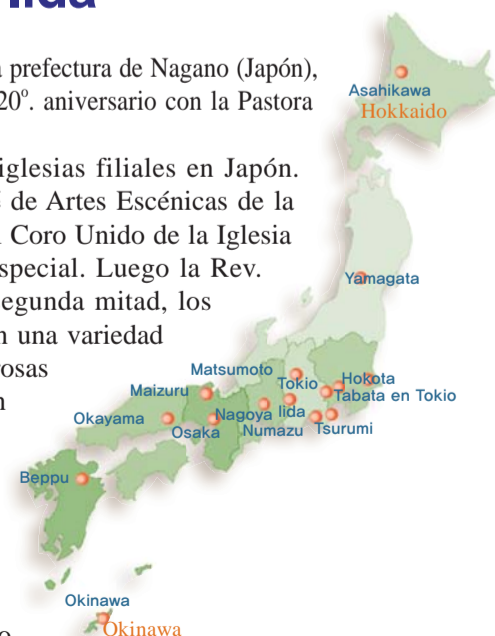 Iida
prefectura de Nagano (Japón),
20º. aniversario con la Pastora
iglesias filiales en Japón.
de Artes Escénicas de la
Coro Unido de la Iglesia
special. Luego la Rev.
egunda mitad, los
n una variedad
rosas
n
o
Asahikawa
Hokkaido
Yamagata
Matsumoto
Tokio
Hokota
Maizuru
Tabata en Tokio
Okayama
Nagoya
Iida
Osaka
Numazu
Tsurumi
Beppu
Okinawa
Okinawa